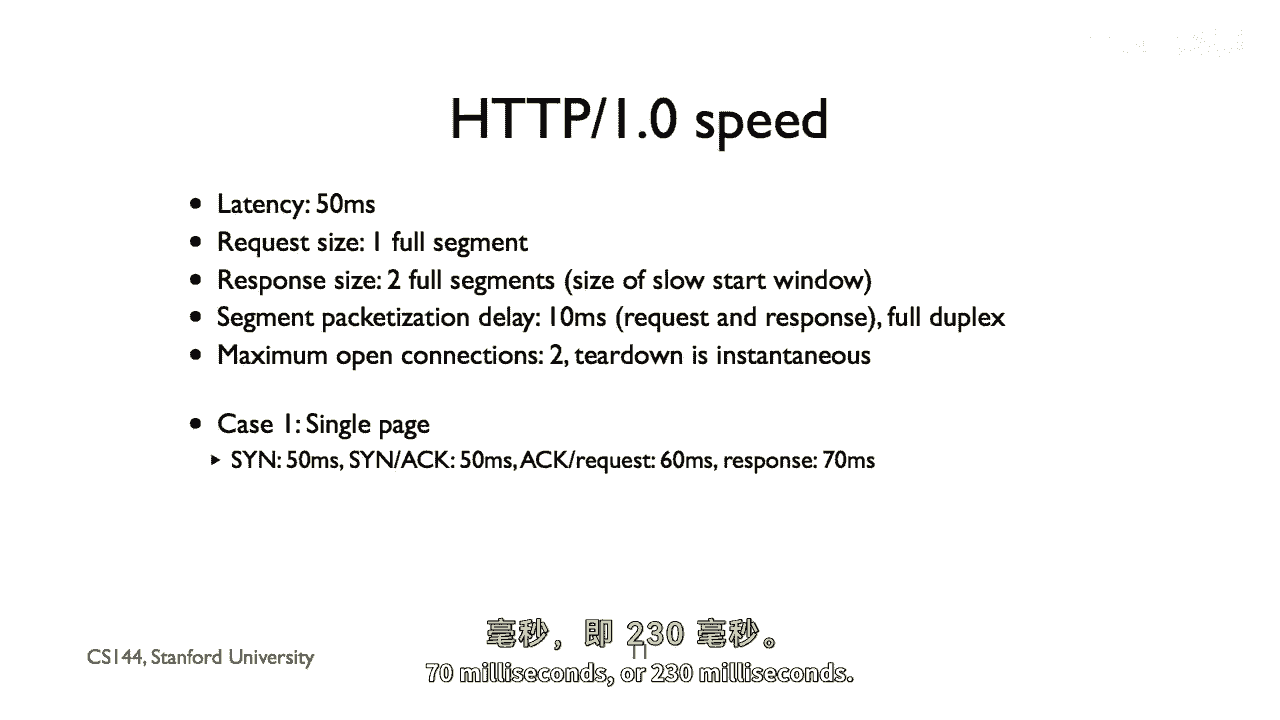 HTTP/1.0 speed
• Latency: 50ms
• Request size: 1 full segment
• Response size: 2 full segments (size of slow start window)
• Segment packetization delay: 10ms (request and response), full duplex
• Maximum open connections: 2, teardown is instantaneous
• Case 1: Single page
‣ SYN: 50ms, SYN/ACK: 50ms, ACK/request: 60ms, response: 70ms
毫秒，即 230 毫秒。
11
CS144, Stanford University
70 milliseconds, or 230 milliseconds.